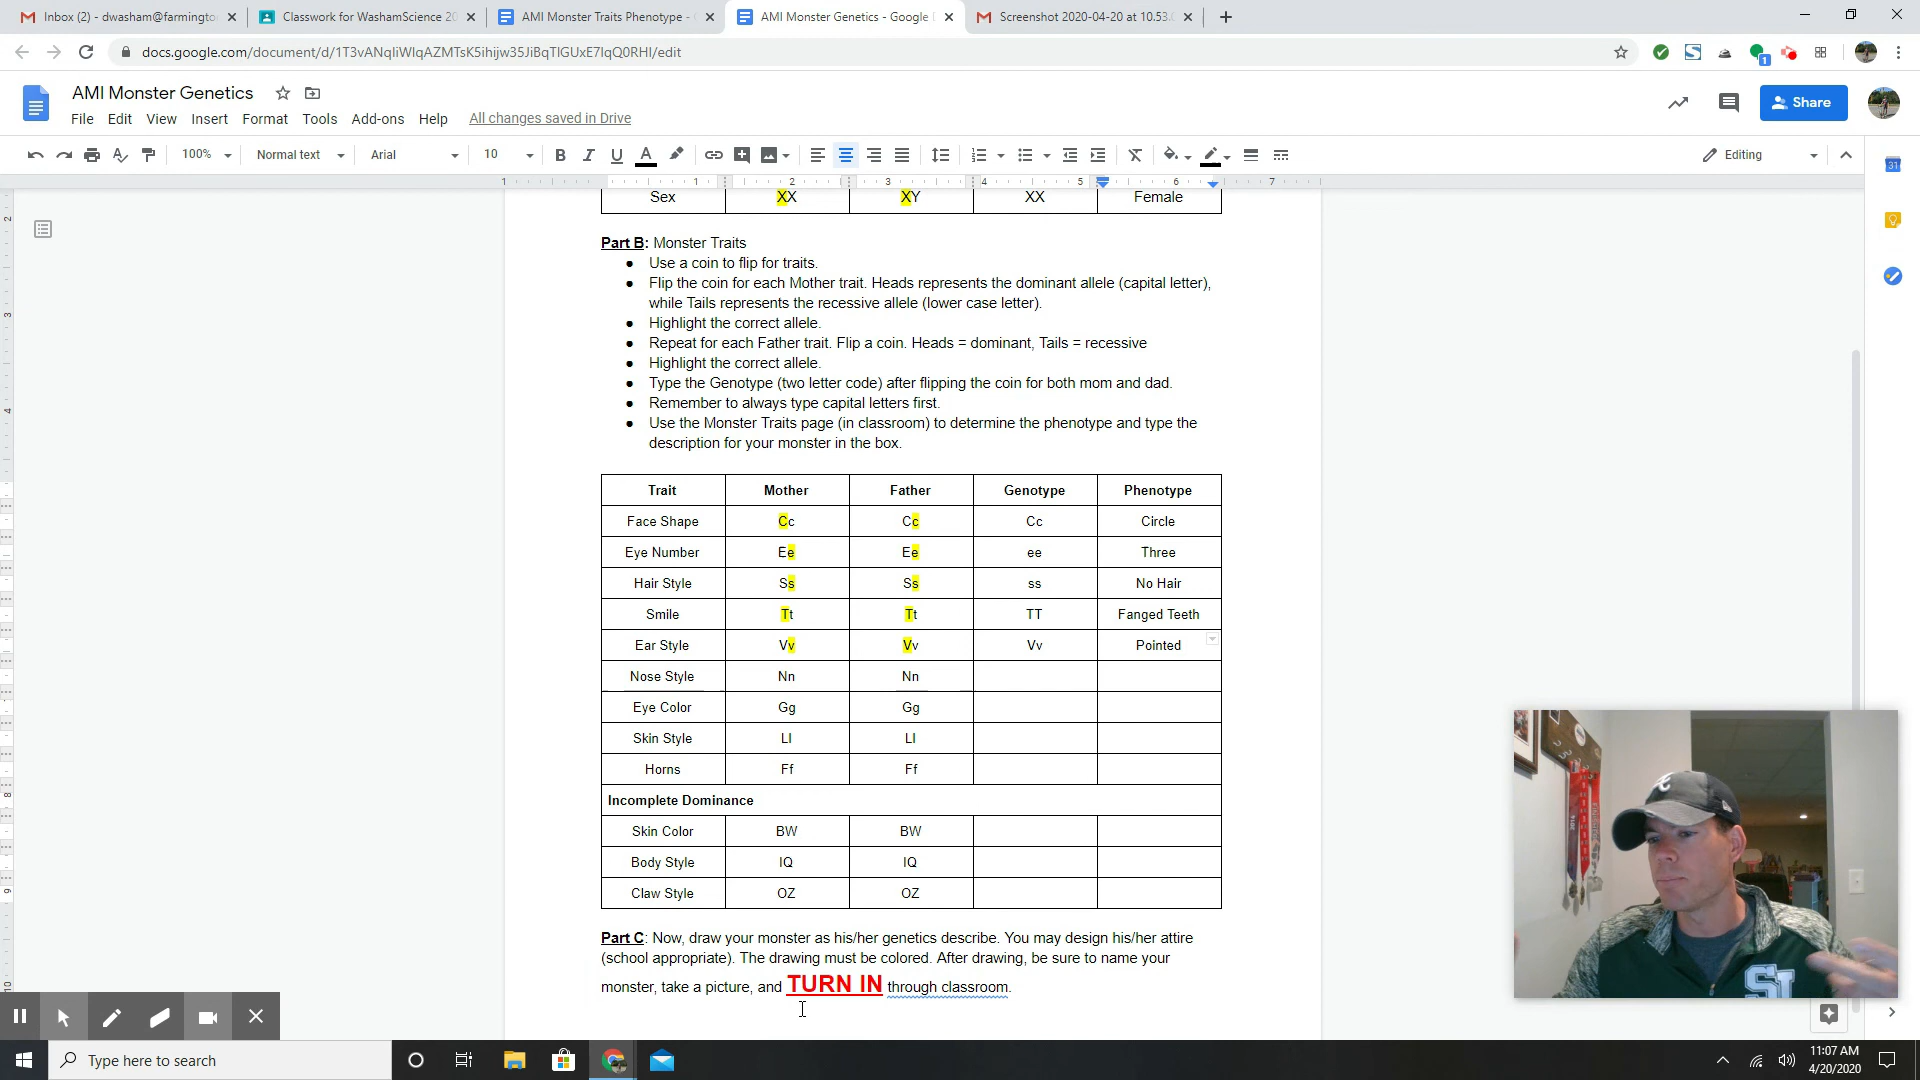 Inbox (2) - dwasham@farmingto
Classwork for WashamScience 20
AMI Monster Traits Phenotype -
AMI Monster Genetics - Google D
Screenshot 2020-04-20 at 10.53.
docs.google.com/document/d/1T3vANqIiWIqAZMTsK5ihijw35JiBqTlGUxE7IqQ0RHI/edit
AMI Monster Genetics
Share
File Edit View Insert Format Tools Add-ons Help All changes saved in Drive
100% Normal text Arial 10 Editing
Sex XX XY XX Female
Part B: Monster Traits
● Use a coin to flip for traits.
● Flip the coin for each Mother trait. Heads represents the dominant allele (capital letter),
while Tails represents the recessive allele (lower case letter).
● Highlight the correct allele.
● Repeat for each Father trait. Flip a coin. Heads = dominant, Tails = recessive
● Highlight the correct allele.
● Type the Genotype (two letter code) after flipping the coin for both mom and dad.
● Remember to always type capital letters first.
● Use the Monster Traits page (in classroom) to determine the phenotype and type the
description for your monster in the box.
Trait Mother Father Genotype Phenotype
Face Shape Cc Cc Cc Circle
Eye Number Ee Ee ee Three
Hair Style Ss Ss ss No Hair
Smile Tt Tt TT Fanged Teeth
Ear Style Vv Vv Vv Pointed
Nose Style Nn Nn
Eye Color Gg Gg
Skin Style Ll Ll
Horns Ff Ff
Incomplete Dominance
Skin Color BW BW
Body Style IQ IQ
Claw Style OZ OZ
Part C: Now, draw your monster as his/her genetics describe. You may design his/her attire
(school appropriate). The drawing must be colored. After drawing, be sure to name your
monster, take a picture, and TURN IN through classroom.
Type here to search
11:07 AM
4/20/2020